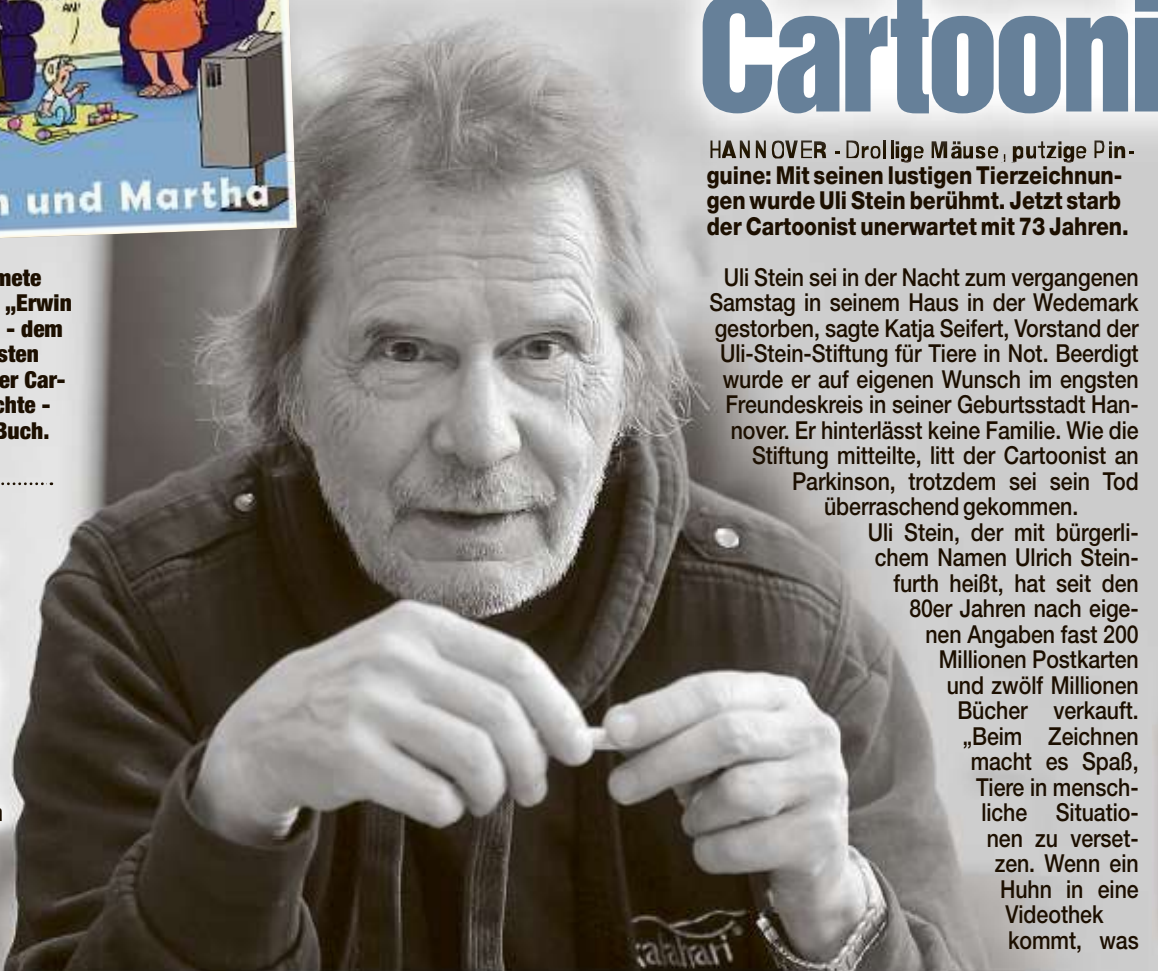 AN!
n und Martha
mete
„Erwin
- dem
sten
er Car-
chte -
Buch.
Cartooni
HANNOVER - Drollige Mäuse, putzige Pin-
guine: Mit seinen lustigen Tierzeichnun-
gen wurde Uli Stein berühmt. Jetzt starb
der Cartoonist unerwartet mit 73 Jahren.
Uli Stein sei in der Nacht zum vergangenen
Samstag in seinem Haus in der Wedemark
gestorben, sagte Katja Seifert, Vorstand der
Uli-Stein-Stiftung für Tiere in Not. Beerdigt
wurde er auf eigenen Wunsch im engsten
Freundeskreis in seiner Geburtsstadt Han-
nover. Er hinterlässt keine Familie. Wie die
Stiftung mitteilte, litt der Cartoonist an
Parkinson, trotzdem sei sein Tod
überraschend gekommen.
Uli Stein, der mit bürgerli-
chem Namen Ulrich Stein-
furth heißt, hat seit den
80er Jahren nach eige-
nen Angaben fast 200
Millionen Postkarten
und zwölf Millionen
Bücher verkauft.
„Beim Zeichnen
macht es Spaß,
Tiere in mensch-
liche Situatio-
nen zu verset-
zen. Wenn ein
Huhn in eine
Videothek
kommt, was
kalahari